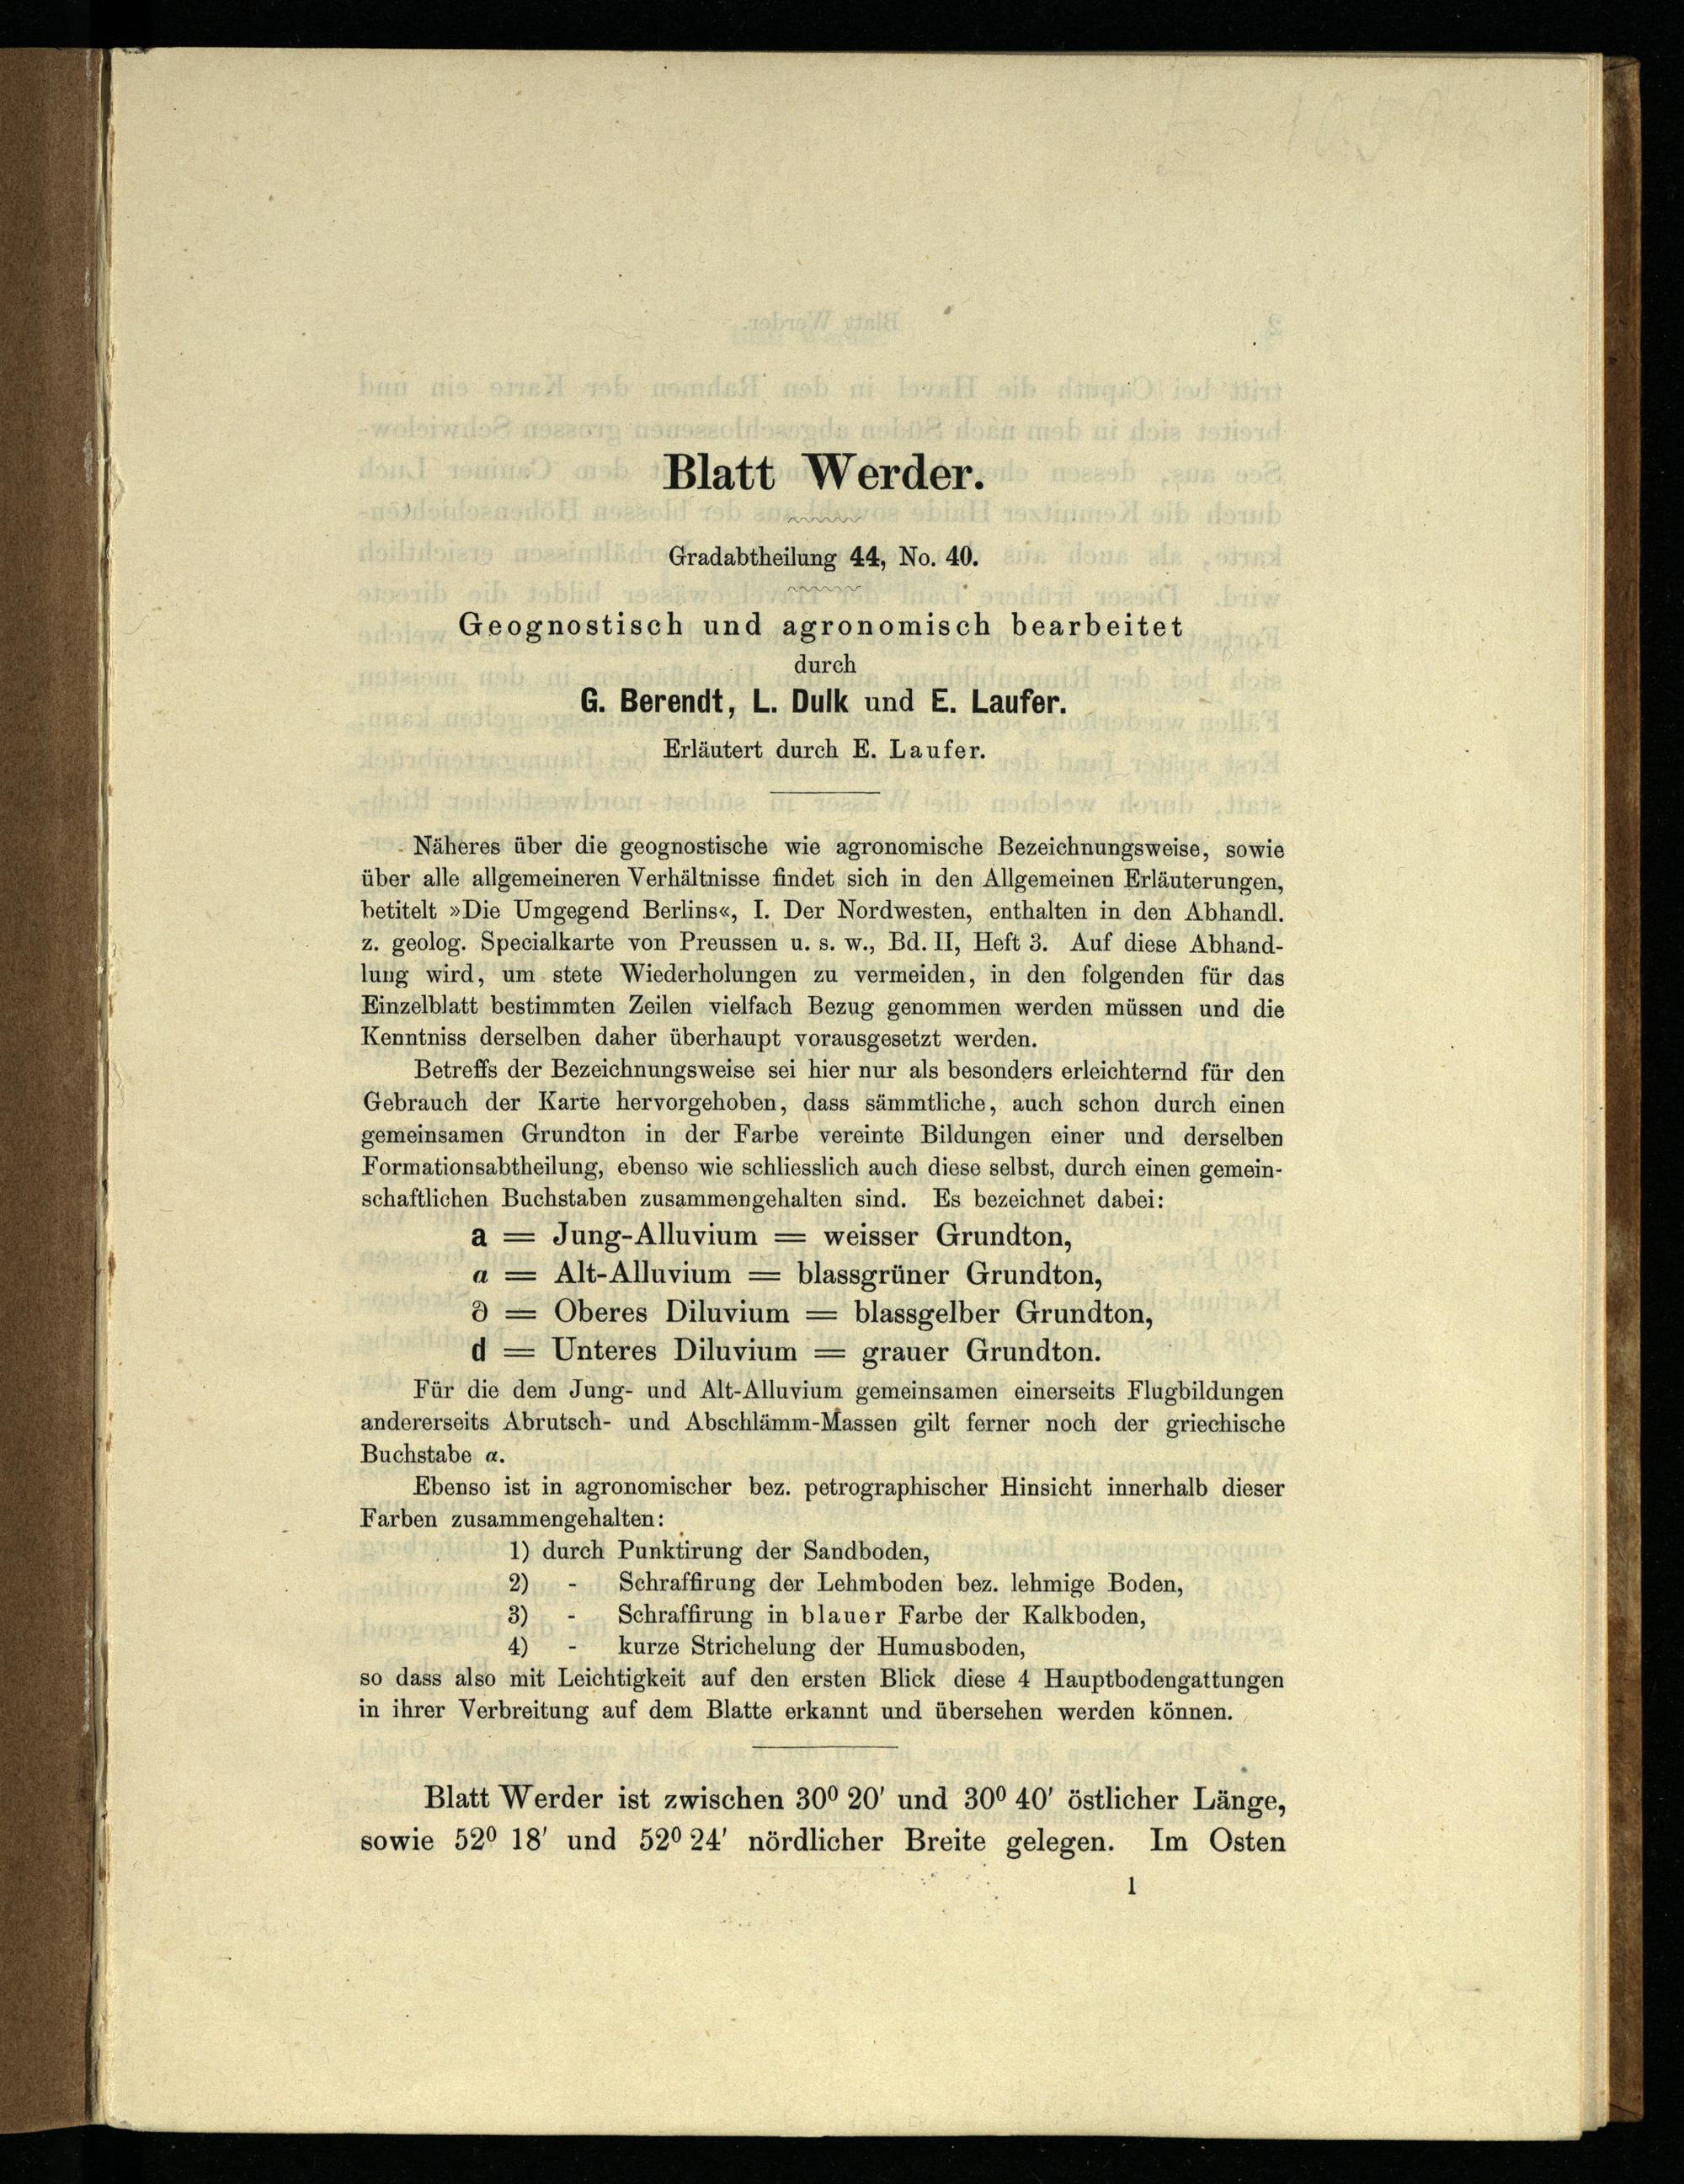 Blatt Werder.
Gradabtheilung 44, No. 40.
Geognostisch und agronomisch bearbeitet
durch
G. Berendt, L. Dulk und E. Laufer.
Erläutert durch E. Laufer.
Näheres über die geognostische wie agronomische Bezeichnungsweise, sowie
über alle allgemeineren Verhältnisse findet sich in den Allgemeinen Erläuterungen,
betitelt »Die Umgegend Berlins«, I. Der Nordwesten, enthalten in den Abhandl.
z. geolog. Specialkarte von Preussen u. s. w., Bd. II, Heft 3. Auf diese Abhand-
lung wird, um stete Wiederholungen zu vermeiden, in den folgenden für das
Einzelblatt bestimmten Zeilen vielfach Bezug genommen werden müssen und die
Kenntniss derselben daher überhaupt vorausgesetzt werden.
Betreffs der Bezeichnungsweise sei hier nur als besonders erleichternd für den
Gebrauch der Karte hervorgehoben, dass sämmtliche, auch schon durch einen
gemeinsamen Grundton in der Farbe vereinte Bildungen einer und derselben
Formationsabtheilung, ebenso wie schliesslich auch diese selbst, durch einen gemein-
schaftlichen Buchstaben zusammengehalten sind. Es bezeichnet dabei:
a = Jung-Alluvium = weisser Grundton,
a = Alt-Alluvium = blassgrüner Grundton,
∂ = Oberes Diluvium = blassgelber Grundton,
d = Unteres Diluvium = grauer Grundton.
Für die dem Jung- und Alt-Alluvium gemeinsamen einerseits Flugbildungen
andererseits Abrutsch- und Abschlämm-Massen gilt ferner noch der griechische
Buchstabe α.
Ebenso ist in agronomischer bez. petrographischer Hinsicht innerhalb dieser
Farben zusammengehalten:
1) durch Punktirung der Sandboden,
2) - Schraffirung der Lehmboden bez. lehmige Boden,
3) - Schraffirung in blauer Farbe der Kalkboden,
4) - kurze Strichelung der Humusboden,
so dass also mit Leichtigkeit auf den ersten Blick diese 4 Hauptbodengattungen
in ihrer Verbreitung auf dem Blatte erkannt und übersehen werden können.
Blatt Werder ist zwischen 30⁰ 20′ und 30⁰ 40′ östlicher Länge,
sowie 52⁰ 18′ und 52⁰ 24′ nördlicher Breite gelegen. Im Osten
1